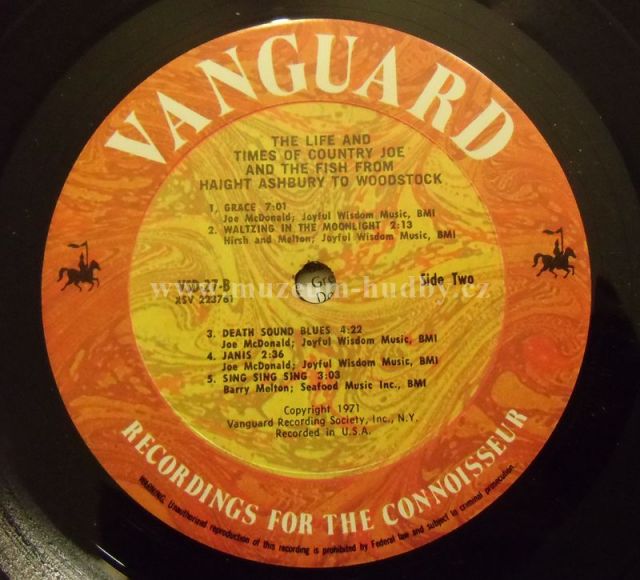 VANGUARD
THE LIFE AND
TIMES OF COUNTRY JOE
AND THE FISH FROM
HAIGHT ASHBURY TO WOODSTOCK
1. GRACE 7:01
Joe McDonald; Joyful Wisdom Music, BMI
2. WALTZING IN THE MOONLIGHT 2:13
Hirsh and Melton; Joyful Wisdom Music, BMI
VSD-27-B
XSV 223761
Side Two
www.muzeum-hudby.cz
3. DEATH SOUND BLUES 4:22
Joe McDonald; Joyful Wisdom Music, BMI
4. JANIS 2:36
Joe McDonald; Joyful Wisdom Music, BMI
5. SING SING SING 3:03
Barry Melton; Seafood Music Inc., BMI
Copyright 1971
Vanguard Recording Society, Inc., N.Y.
Recorded in U.S.A.
RECORDINGS FOR THE CONNOISSEUR
WARNING. Unauthorized reproduction of this recording is prohibited by Federal law and subject to criminal prosecution.